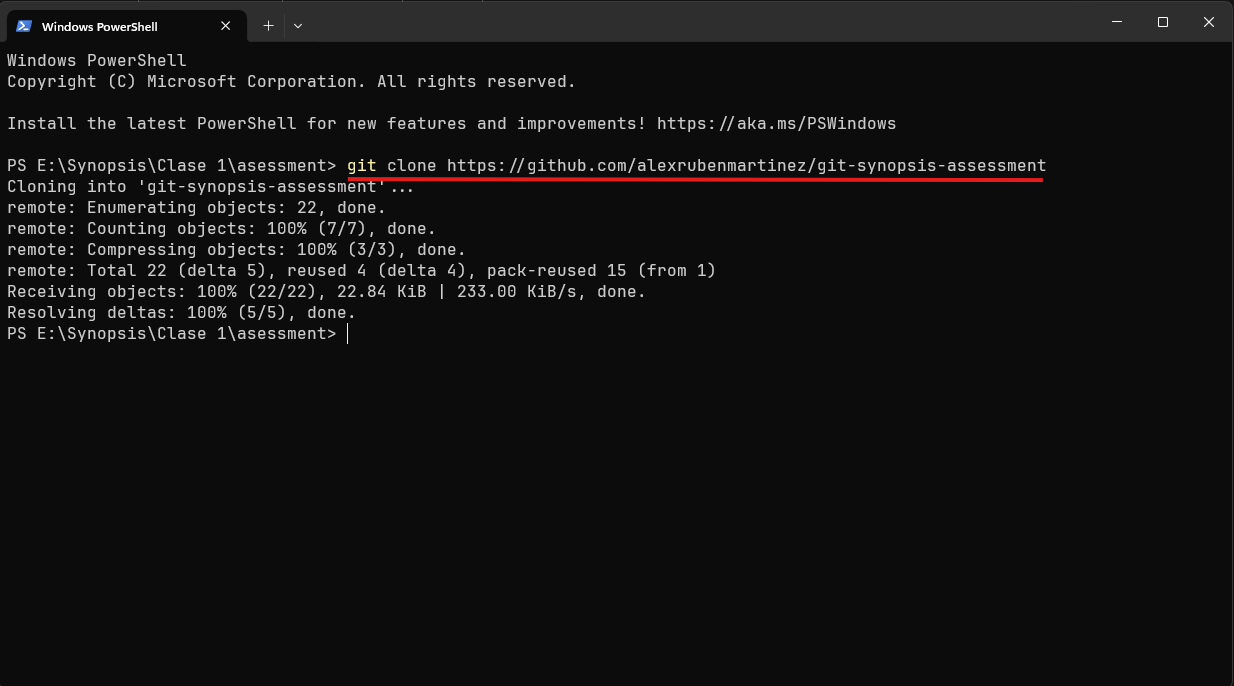 Windows PowerShell
Windows PowerShell
Copyright (C) Microsoft Corporation. All rights reserved.
Install the latest PowerShell for new features and improvements! https://aka.ms/PSWindows
PS E:\Synopsis\Clase 1\asessment> git clone https://github.com/alexrubenmartinez/git-synopsis-assessment
Cloning into 'git-synopsis-assessment'...
remote: Enumerating objects: 22, done.
remote: Counting objects: 100% (7/7), done.
remote: Compressing objects: 100% (3/3), done.
remote: Total 22 (delta 5), reused 4 (delta 4), pack-reused 15 (from 1)
Receiving objects: 100% (22/22), 22.84 KiB | 233.00 KiB/s, done.
Resolving deltas: 100% (5/5), done.
PS E:\Synopsis\Clase 1\asessment>